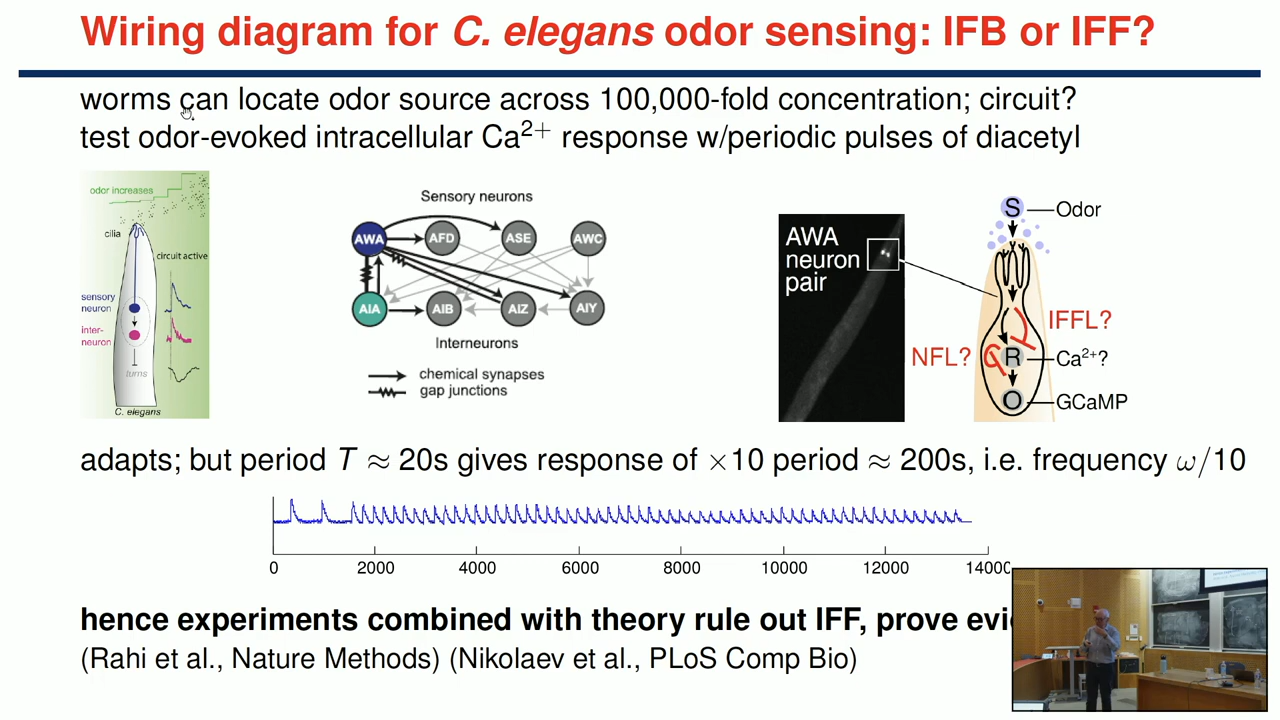 Wiring diagram for C. elegans odor sensing: IFB or IFF?
worms can locate odor source across 100,000-fold concentration; circuit?
test odor-evoked intracellular Ca²⁺ response w/periodic pulses of diacetyl
odor increases
cilia
circuit active
sensory
neuron
inter-
neuron
turns
C. elegans
Sensory neurons
AWA AFD ASE AWC
AIA AIB AIZ AIY
Interneurons
chemical synapses
gap junctions
AWA
neuron
pair
S Odor
IFFL?
NFL? R Ca²⁺?
O GCaMP
adapts; but period T ≈ 20s gives response of ×10 period ≈ 200s, i.e. frequency ω/10
0 2000 4000 6000 8000 10000 12000 14000
hence experiments combined with theory rule out IFF, prove
(Rahi et al., Nature Methods) (Nikolaev et al., PLoS Comp Bio)